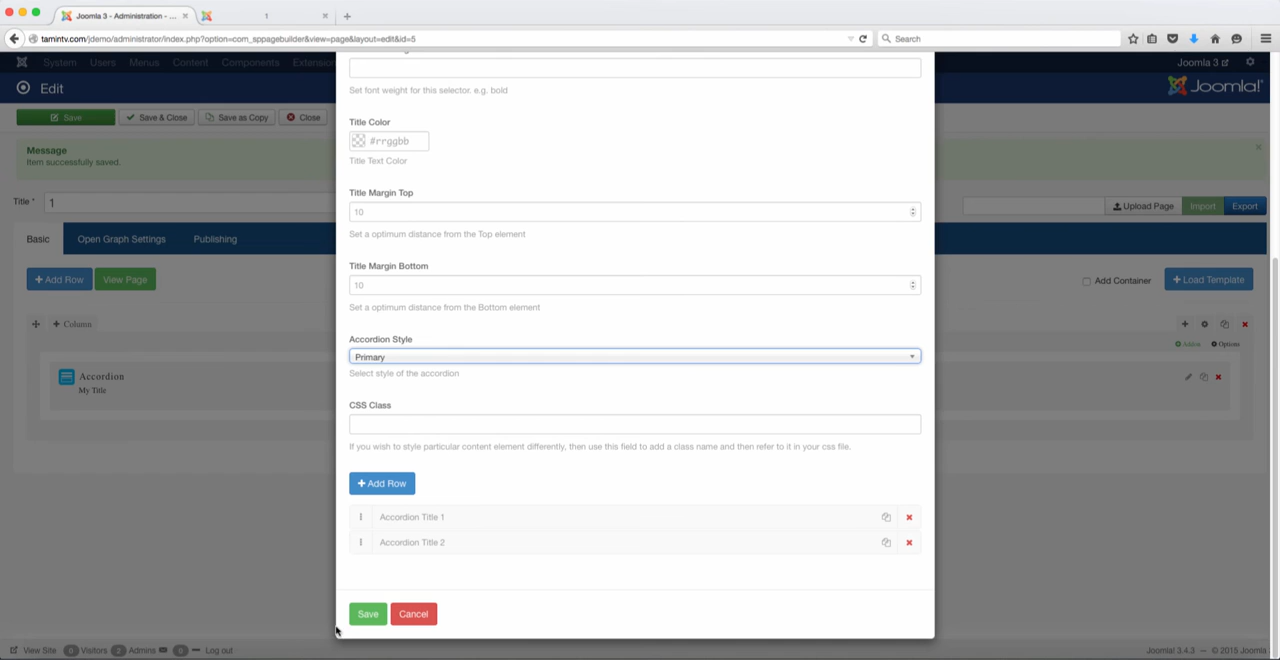 Joomla 3 - Administration - ...
1
tamintv.com/jdemo/administrator/index.php?option=com_sppagebuilder&view=page&layout=edit&id=5
Search
System Users Menus Content Components Extension
Joomla 3
Edit
Joomla!
Save
Save & Close
Save as Copy
Close
Message
Item successfully saved.
Title *
1
Upload Page
Import
Export
Basic
Open Graph Settings
Publishing
+ Add Row
View Page
Add Container
+ Load Template
+ Column
Addon
Options
Accordion
My Title
Set font weight for this selector. e.g. bold
Title Color
#rrggbb
Title Text Color
Title Margin Top
10
Set a optimum distance from the Top element
Title Margin Bottom
10
Set a optimum distance from the Bottom element
Accordion Style
Primary
Select style of the accordion
CSS Class
If you wish to style particular content element differently, then use this field to add a class name and then refer to it in your css file.
+ Add Row
Accordion Title 1
Accordion Title 2
Save
Cancel
View Site 0 Visitors 2 Admins 0 Log out
Joomla! 3.4.3 — © 2015 Joomla